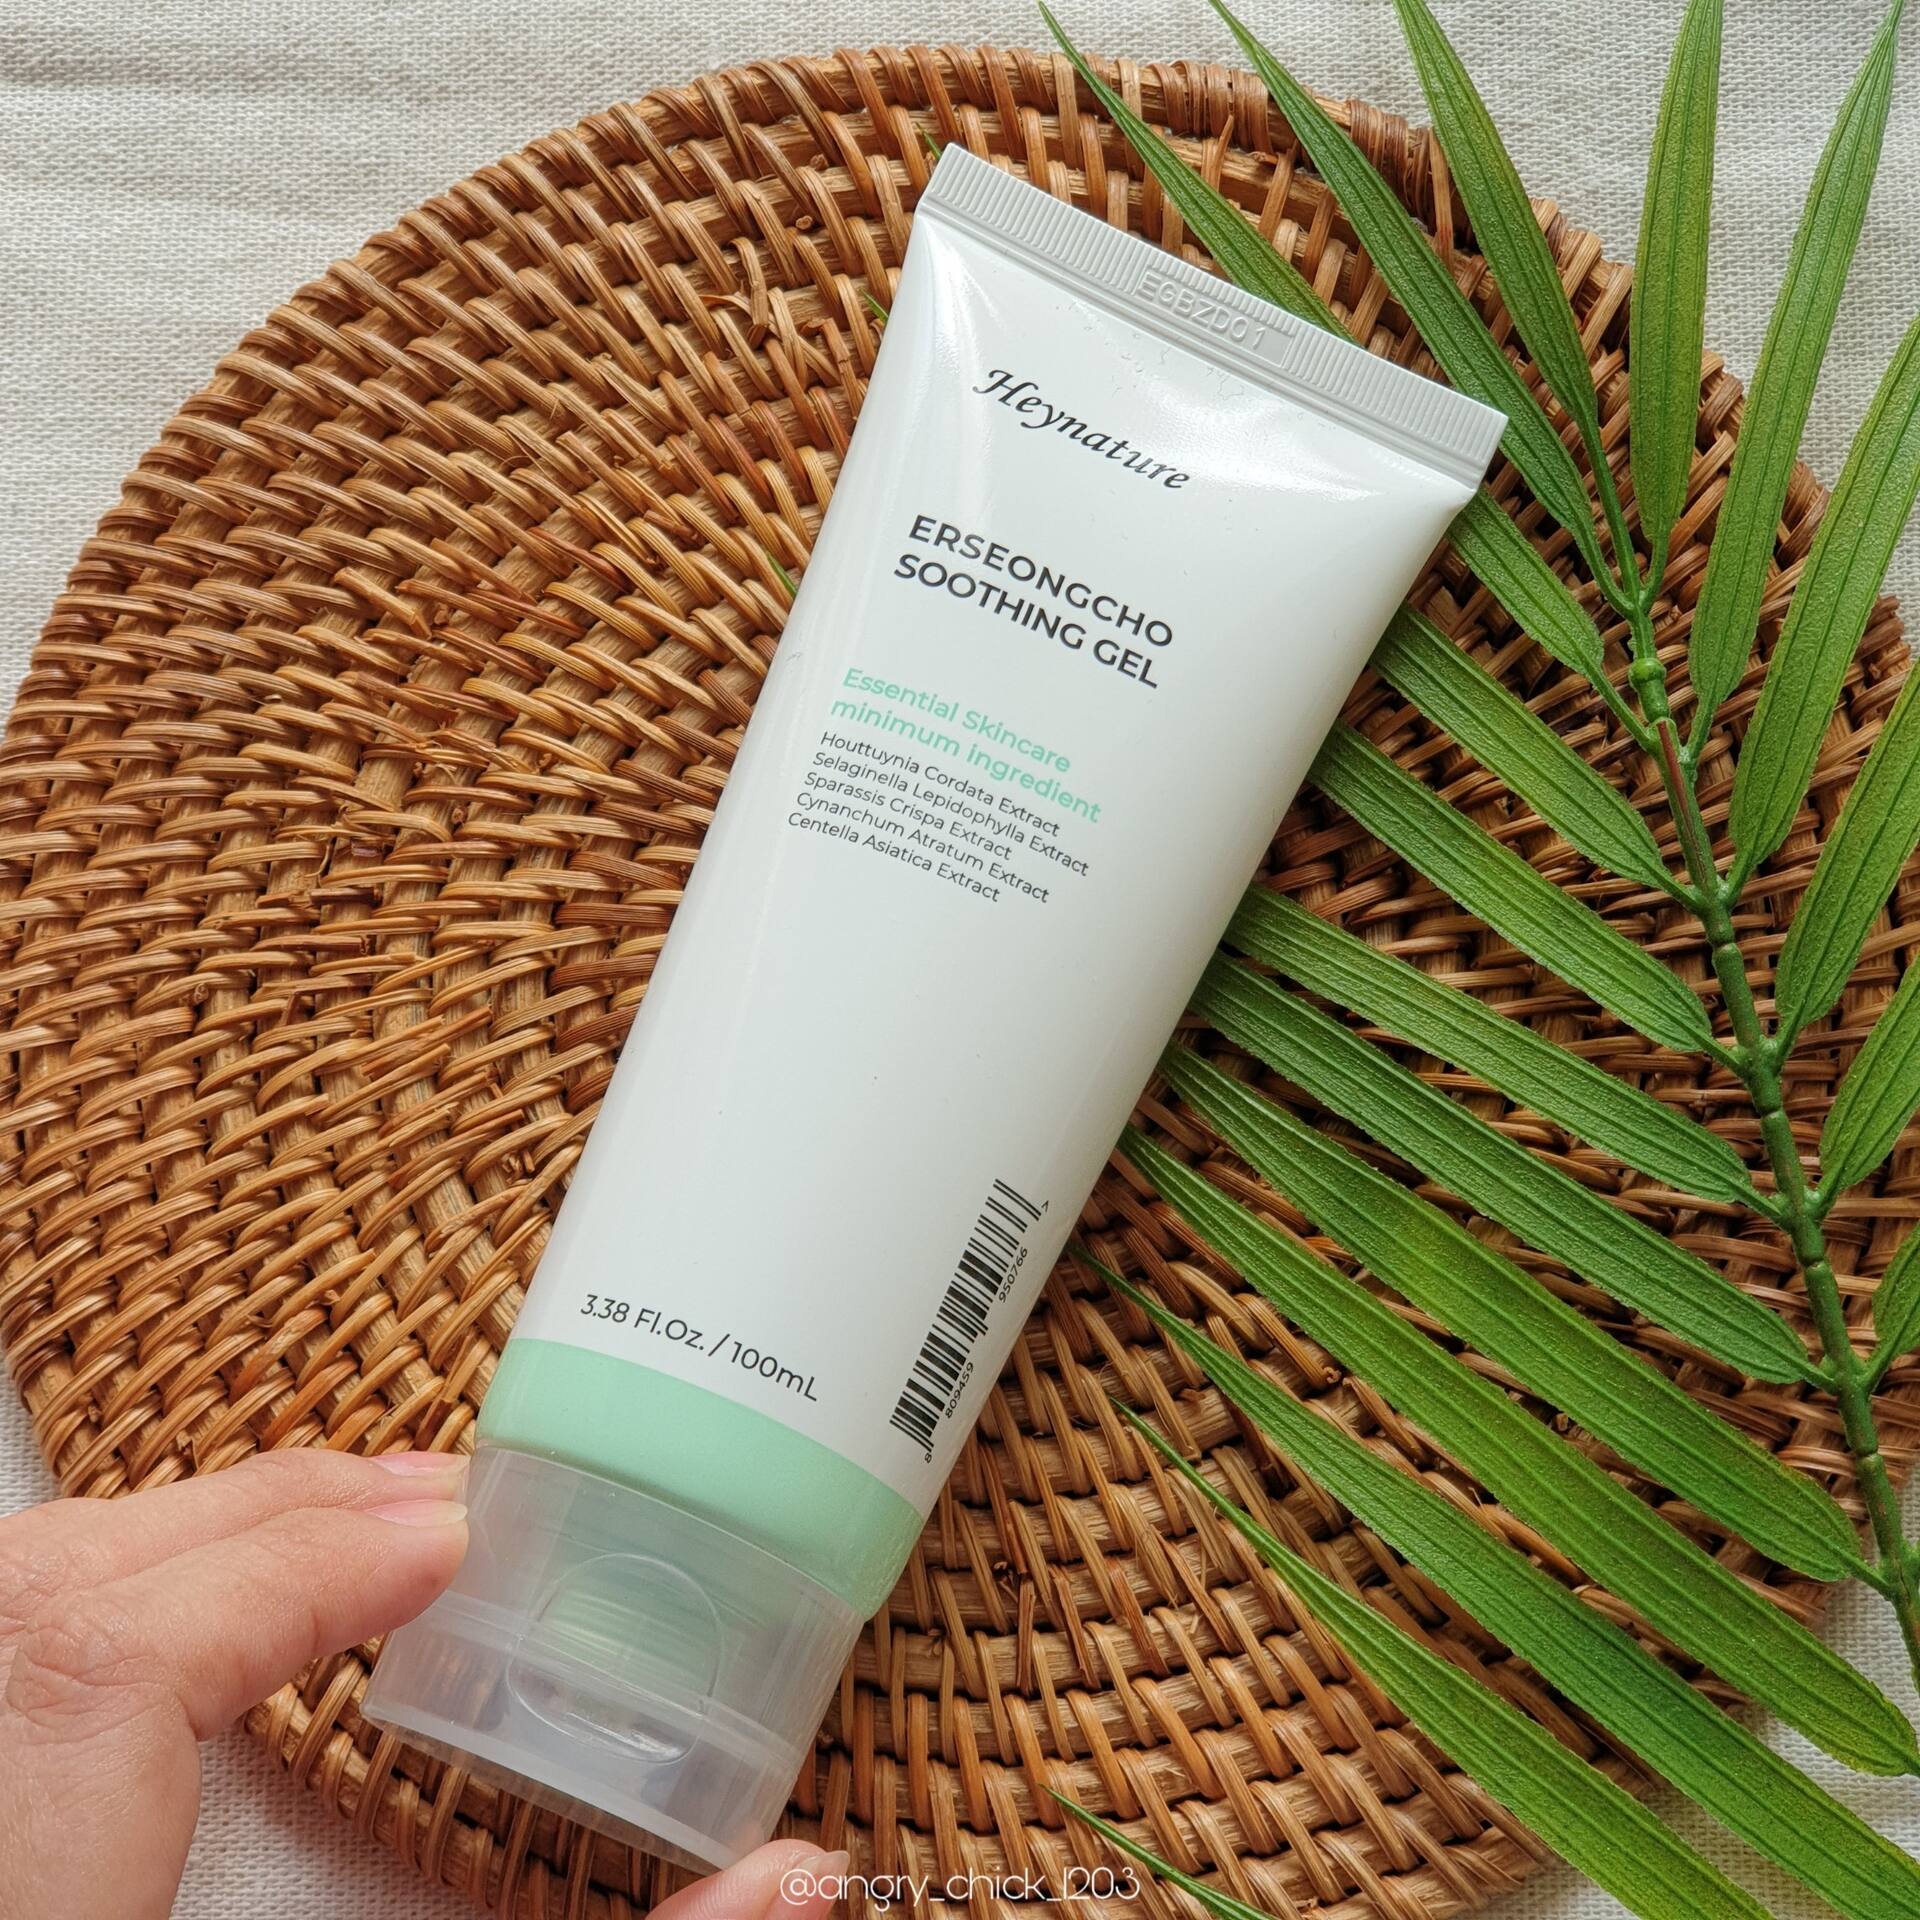 EGBZD01
Heynature
ERSEONGCHO
SOOTHING GEL
Essential Skincare
minimum ingredient
Houttuynia Cordata Extract
Selaginella Lepidophylla Extract
Sparassis Crispa Extract
Cynanchum Atratum Extract
Centella Asiatica Extract
3.38 Fl.Oz. / 100mL
8 809459 950766 >
@angry_chick_1203